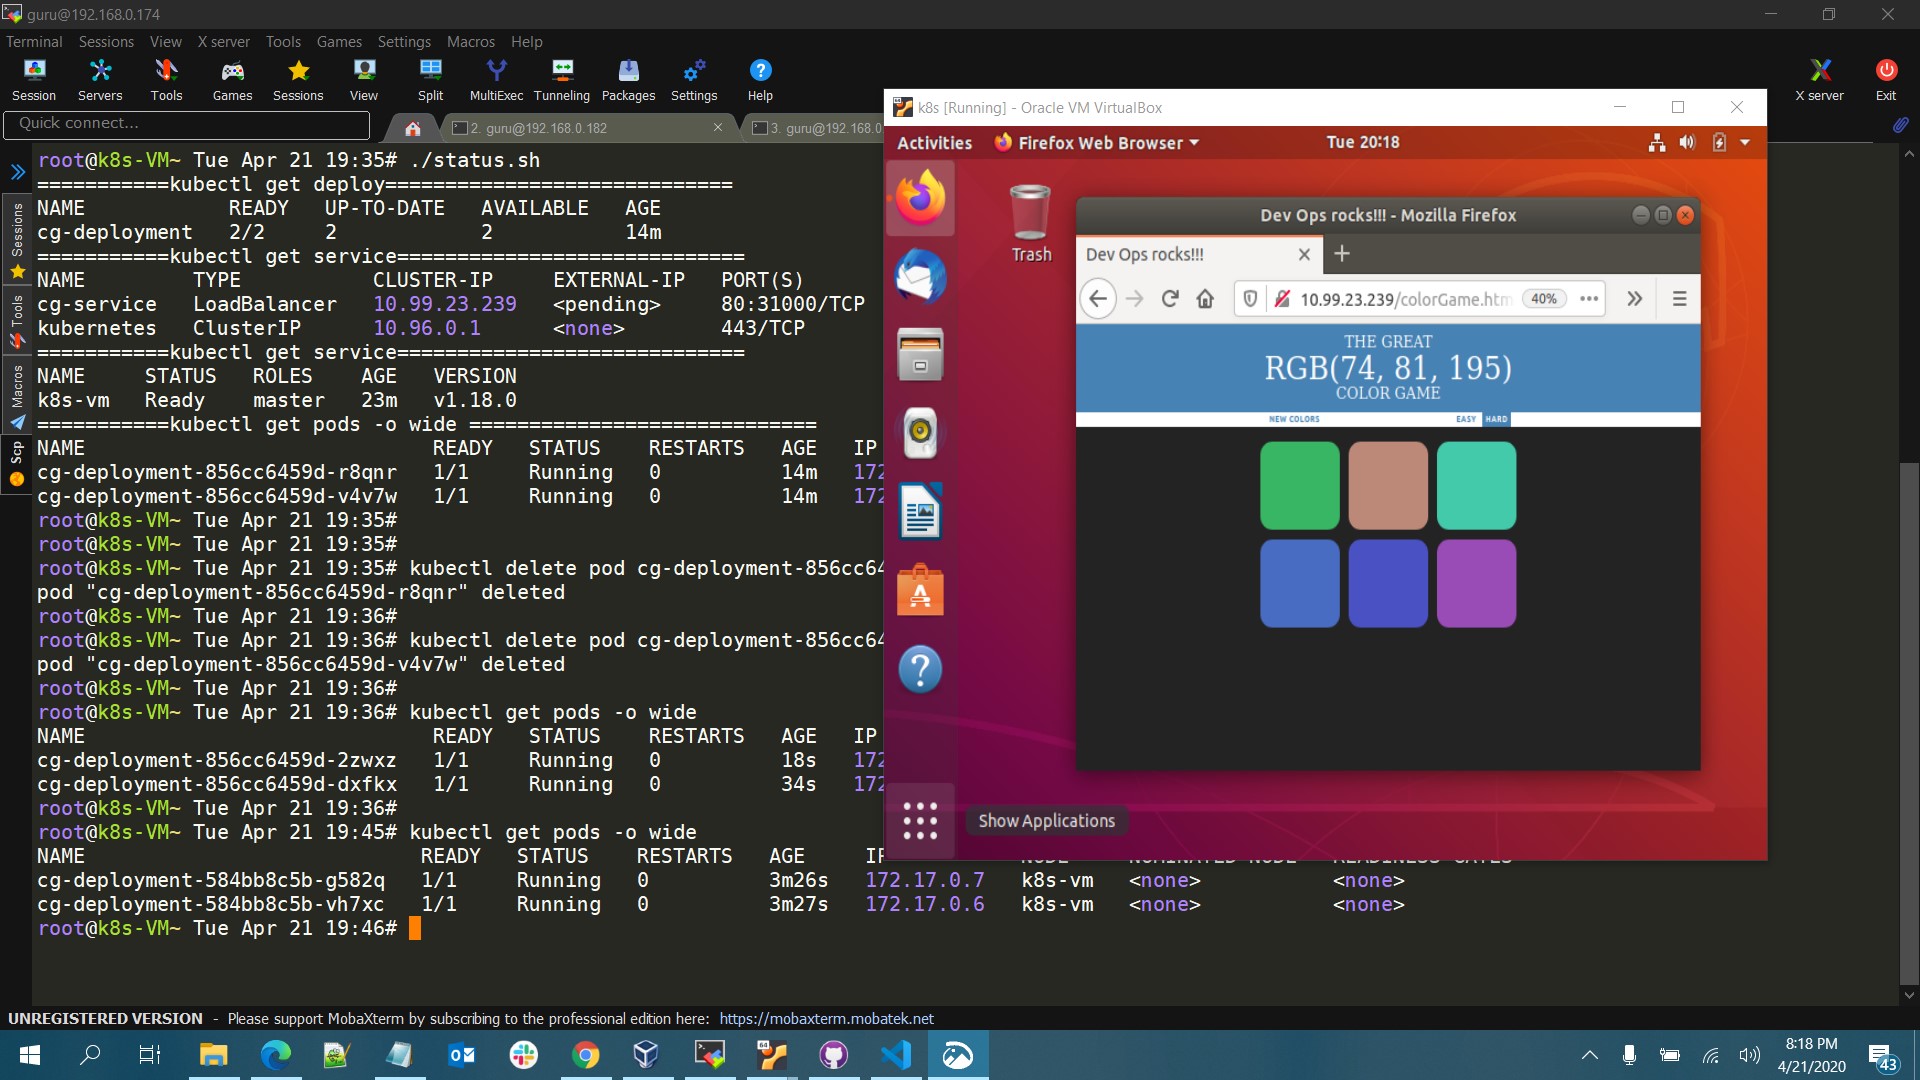 guru@192.168.0.174
Terminal Sessions View X server Tools Games Settings Macros Help
Session Servers Tools Games Sessions View Split MultiExec Tunneling Packages Settings Help
X server Exit
Quick connect...
2. guru@192.168.0.182
3. guru@192.168.0
Sessions
Tools
Macros
Scp
root@k8s-VM~ Tue Apr 21 19:35# ./status.sh
===========kubectl get deploy=============================
NAME READY UP-TO-DATE AVAILABLE AGE
cg-deployment 2/2 2 2 14m
===========kubectl get service=============================
NAME TYPE CLUSTER-IP EXTERNAL-IP PORT(S)
cg-service LoadBalancer 10.99.23.239 <pending> 80:31000/TCP
kubernetes ClusterIP 10.96.0.1 <none> 443/TCP
===========kubectl get service=============================
NAME STATUS ROLES AGE VERSION
k8s-vm Ready master 23m v1.18.0
===========kubectl get pods -o wide =============================
NAME READY STATUS RESTARTS AGE IP
cg-deployment-856cc6459d-r8qnr 1/1 Running 0 14m 172
cg-deployment-856cc6459d-v4v7w 1/1 Running 0 14m 172
root@k8s-VM~ Tue Apr 21 19:35#
root@k8s-VM~ Tue Apr 21 19:35#
root@k8s-VM~ Tue Apr 21 19:35# kubectl delete pod cg-deployment-856cc64
pod "cg-deployment-856cc6459d-r8qnr" deleted
root@k8s-VM~ Tue Apr 21 19:36#
root@k8s-VM~ Tue Apr 21 19:36# kubectl delete pod cg-deployment-856cc64
pod "cg-deployment-856cc6459d-v4v7w" deleted
root@k8s-VM~ Tue Apr 21 19:36#
root@k8s-VM~ Tue Apr 21 19:36# kubectl get pods -o wide
NAME READY STATUS RESTARTS AGE IP
cg-deployment-856cc6459d-2zwxz 1/1 Running 0 18s 172
cg-deployment-856cc6459d-dxfkx 1/1 Running 0 34s 172
root@k8s-VM~ Tue Apr 21 19:36#
root@k8s-VM~ Tue Apr 21 19:45# kubectl get pods -o wide
NAME READY STATUS RESTARTS AGE IP NODE NOMINATED NODE READINESS GATES
cg-deployment-584bb8c5b-g582q 1/1 Running 0 3m26s 172.17.0.7 k8s-vm <none> <none>
cg-deployment-584bb8c5b-vh7xc 1/1 Running 0 3m27s 172.17.0.6 k8s-vm <none> <none>
root@k8s-VM~ Tue Apr 21 19:46#
k8s [Running] - Oracle VM VirtualBox
Activities Firefox Web Browser Tue 20:18
Trash
Dev Ops rocks!!! - Mozilla Firefox
Dev Ops rocks!!!
10.99.23.239/colorGame.htm 40%
THE GREAT
RGB(74, 81, 195)
COLOR GAME
NEW COLORS EASY HARD
Show Applications
UNREGISTERED VERSION - Please support MobaXterm by subscribing to the professional edition here: https://mobaxterm.mobatek.net
8:18 PM
4/21/2020
43